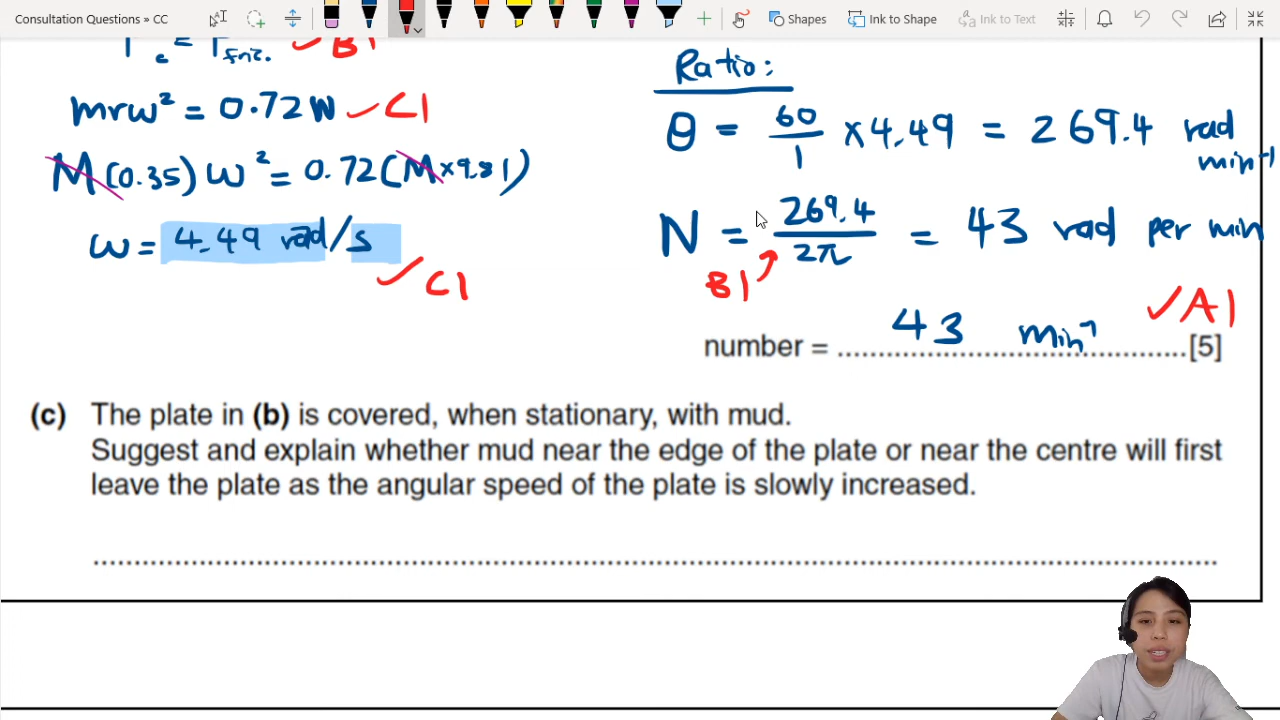 Consultation Questions » CC
Shapes
Ink to Shape
Ink to Text
F_c = F_fric. ✓B1
mrω² = 0.72W ✓C1
M(0.35)ω² = 0.72(M×9.81)
ω = 4.49 rad/s
✓C1
Ratio:
θ = 60/1 ×4.49 = 269.4 rad min⁻¹
N = 269.4/2π = 43 rad per min
B1
✓A1
number = 43 min⁻¹ [5]
(c) The plate in (b) is covered, when stationary, with mud.
Suggest and explain whether mud near the edge of the plate or near the centre will first
leave the plate as the angular speed of the plate is slowly increased.